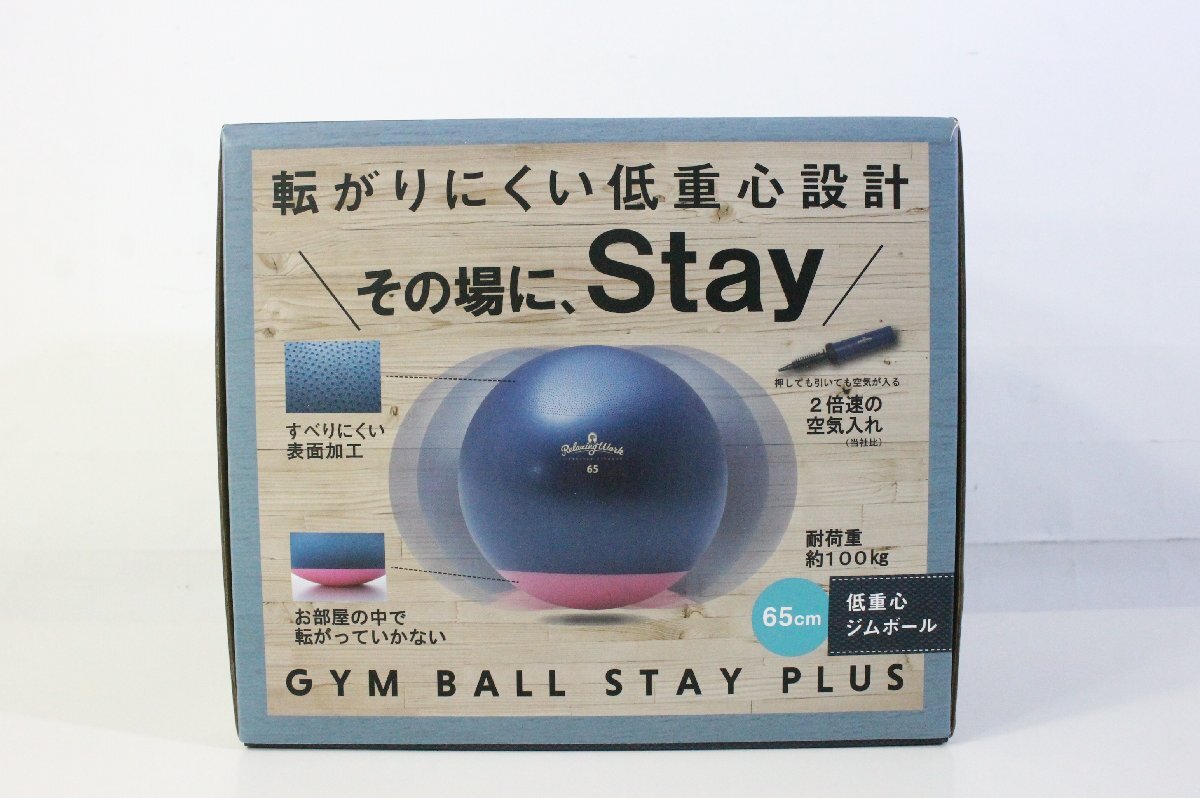 転がりにくい低重心設計
その場に、Stay
押しても引いても空気が入る
2倍速の
空気入れ
(当社比)
すべりにくい
表面加工
Relaxing Work
65
耐荷重
約100kg
65cm
低重心
ジムボール
お部屋の中で
転がっていかない
GYM BALL STAY PLUS